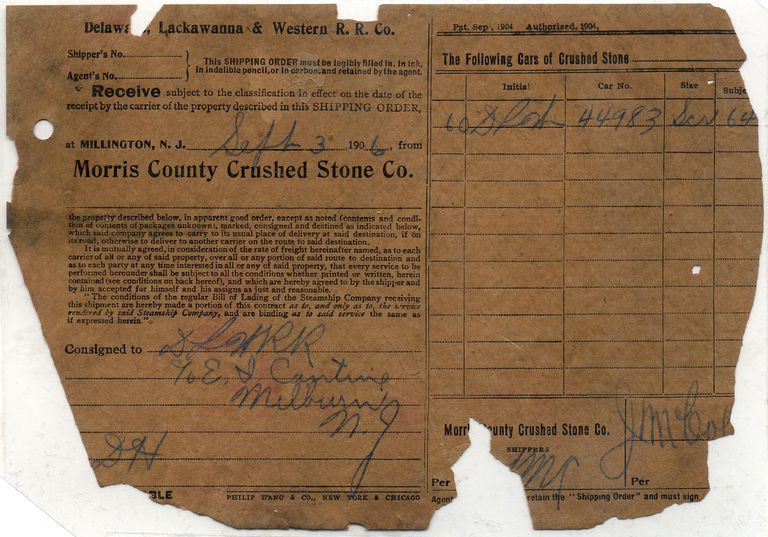 & Western R. R. Co.
Lackawanna
Shipper's No.
Agent's No.
This SHIPPING ORDER must be legibly filled in, in ink,
in indelible pencil, or in carbon, and retained by the agent.
Receive subject to the classification in effect on the date of the
receipt by the carrier of the property described in this SHIPPING ORDER,
at MILLINGTON, N. J. Sept 3 1906, from
Morris County Crushed Stone Co.
the property described below, in apparent good order, except as noted (contents and condi-
tion of contents of packages unknown), marked, consigned and destined as indicated below,
which said company agrees to carry to its usual place of delivery at said destination, if on
its road, otherwise to deliver to another carrier on the route to said destination.
It is mutually agreed, in consideration of the rate of freight hereinafter named, as to each
carrier of all or any of said property, over all or any portion of said route to destination and
as to each party at any time interested in all or any of said property, that every service to be
performed hereunder shall be subject to all the conditions whether printed or written, herein
contained (see conditions on back hereof), and which are hereby agreed to by the shipper and
by him accepted for himself and his assigns as just and reasonable.
"The conditions of the regular Bill of Lading of the Steamship Company receiving
this shipment are hereby made a portion of this contract as to, and only as to, the service
rendered by said Steamship Company, and are binding as to said service the same as
if expressed herein".
Consigned to
To E.
Milburn
N. J
DH
PHILIP HANO & CO., NEW YORK & CHICAGO
Pat. Sep , 1904 Authorized, 1904,
The Following Cars of Crushed Stone
Initial Car No. Size
60 44983 64
County Crushed Stone Co.
SHIPPERS
Per Per
retain the "Shipping Order" and must sign